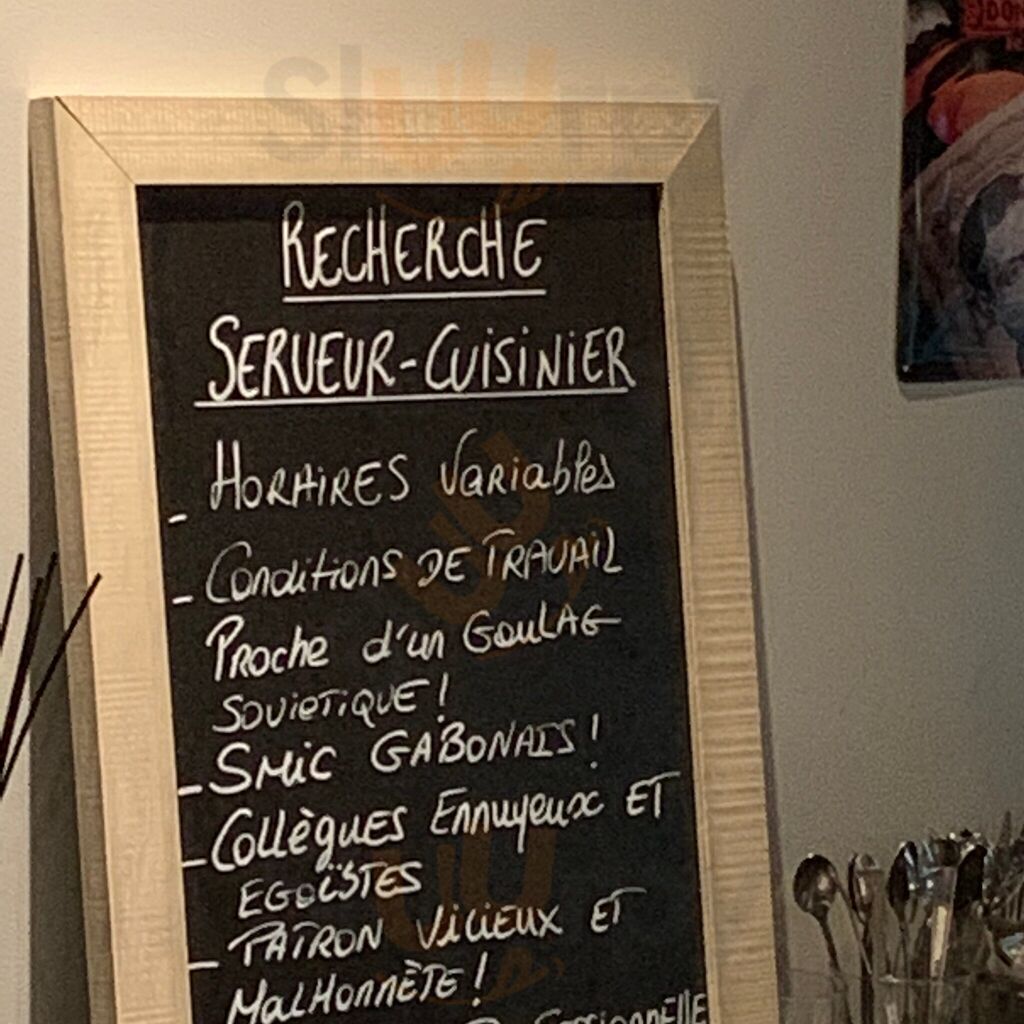 RECHERCHE
SERVEUR-CUISINIER
- HORAIRES VARIABLES
- CONDITIONS DE TRAVAIL
PROCHE d'un GOULAG
SOVIETIQUE !
- SMIC GABONAIS !
- COLLÈGUES ENNUYEUX ET
EGOÏSTES
- PATRON VICIEUX ET
MALHONNÈTE !